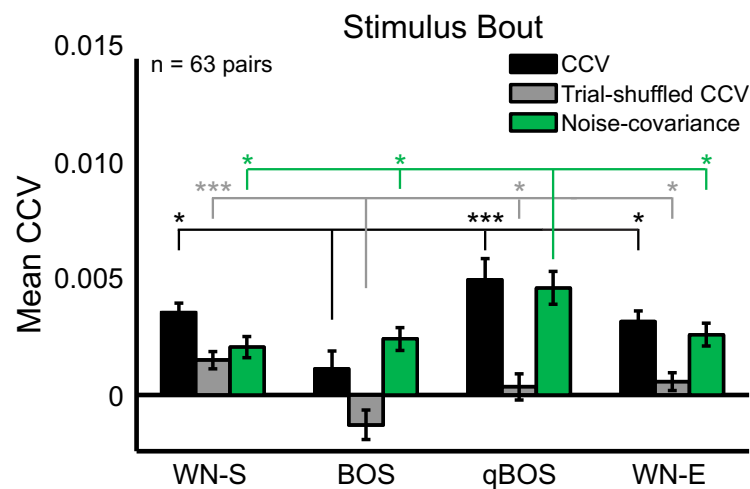 Stimulus Bout
0.015
n = 63 pairs
CCV
Trial-shuffled CCV
Noise-covariance
0.010
* * *
*** * *
* *** *
0.005
0
Mean CCV
WN-S BOS qBOS WN-E